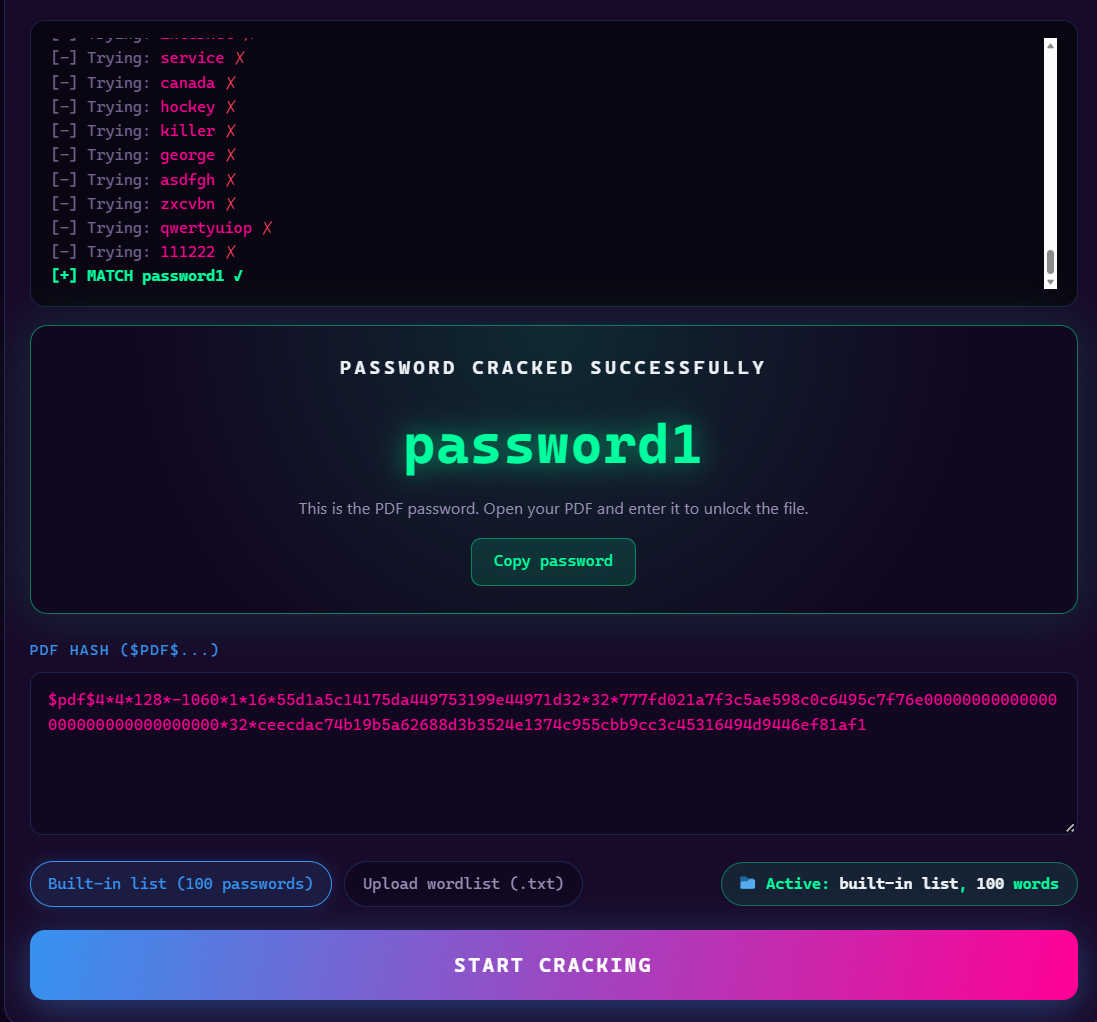 [-] Trying: service ✗
[-] Trying: canada ✗
[-] Trying: hockey ✗
[-] Trying: killer ✗
[-] Trying: george ✗
[-] Trying: asdfgh ✗
[-] Trying: zxcvbn ✗
[-] Trying: qwertyuiop ✗
[-] Trying: 111222 ✗
[+] MATCH password1 ✓
PASSWORD CRACKED SUCCESSFULLY
password1
This is the PDF password. Open your PDF and enter it to unlock the file.
Copy password
PDF HASH ($PDF$...)
$pdf$4*4*128*-1060*1*16*55d1a5c14175da449753199e44971d32*32*777fd021a7f3c5ae598c0c6495c7f76e00000000000000
000000000000000000*32*ceecdac74b19b5a62688d3b3524e1374c955cbb9cc3c45316494d9446ef81af1
Built-in list (100 passwords)
Upload wordlist (.txt)
Active: built-in list, 100 words
START CRACKING